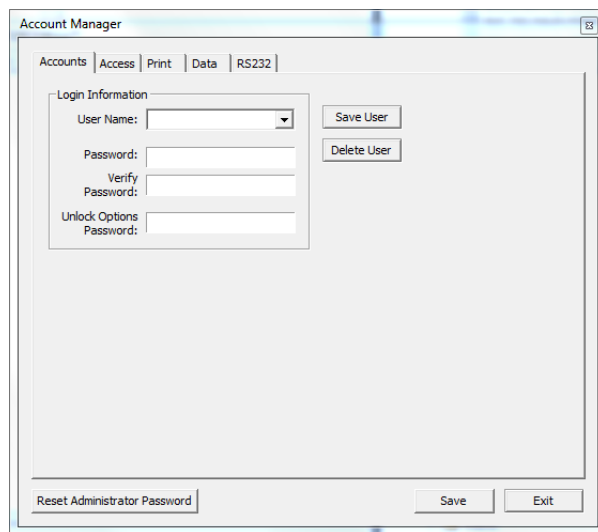 Account Manager
Accounts Access Print Data RS232
Login Information
User Name:
Save User
Password:
Delete User
Verify
Password:
Unlock Options
Password:
Reset Administrator Password Save Exit